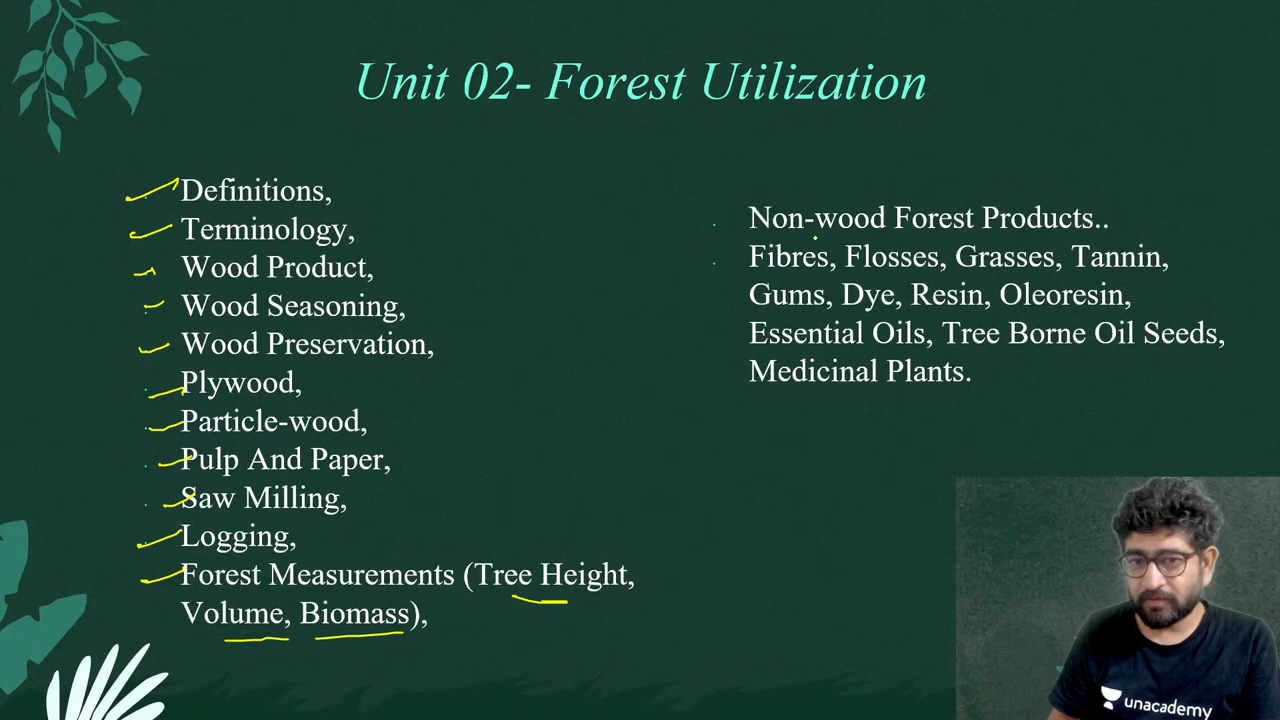 Unit 02- Forest Utilization
Definitions,
Terminology,
Wood Product,
Wood Seasoning,
Wood Preservation,
Plywood,
Particle-wood,
Pulp And Paper,
Saw Milling,
Logging,
Forest Measurements (Tree Height,
Volume, Biomass),
Non-wood Forest Products..
Fibres, Flosses, Grasses, Tannin,
Gums, Dye, Resin, Oleoresin,
Essential Oils, Tree Borne Oil Seeds,
Medicinal Plants.
unacademy